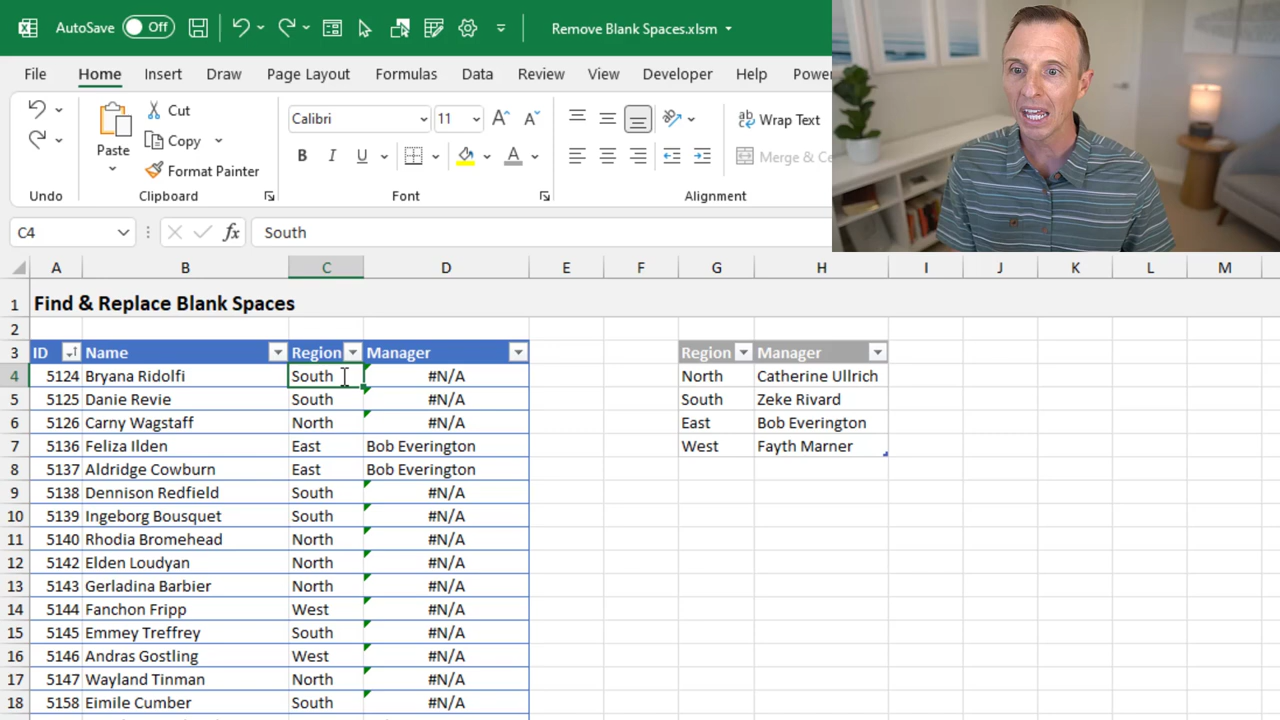 AutoSave Off Remove Blank Spaces.xlsm
File Home Insert Draw Page Layout Formulas Data Review View Developer Help Power
Cut
Copy
Format Painter
Paste
Calibri 11
Wrap Text
Merge & Ce
Undo Clipboard Font Alignment
C4 fx South
A B C D E F G H I J K L M
1 Find & Replace Blank Spaces
2
3 ID Name Region Manager Region Manager
4 5124 Bryana Ridolfi South #N/A North Catherine Ullrich
5 5125 Danie Revie South #N/A South Zeke Rivard
6 5126 Carny Wagstaff North #N/A East Bob Everington
7 5136 Feliza Ilden East Bob Everington West Fayth Marner
8 5137 Aldridge Cowburn East Bob Everington
9 5138 Dennison Redfield South #N/A
10 5139 Ingeborg Bousquet South #N/A
11 5140 Rhodia Bromehead North #N/A
12 5142 Elden Loudyan North #N/A
13 5143 Gerladina Barbier North #N/A
14 5144 Fanchon Fripp West #N/A
15 5145 Emmey Treffrey South #N/A
16 5146 Andras Gostling West #N/A
17 5147 Wayland Tinman North #N/A
18 5158 Eimile Cumber South #N/A